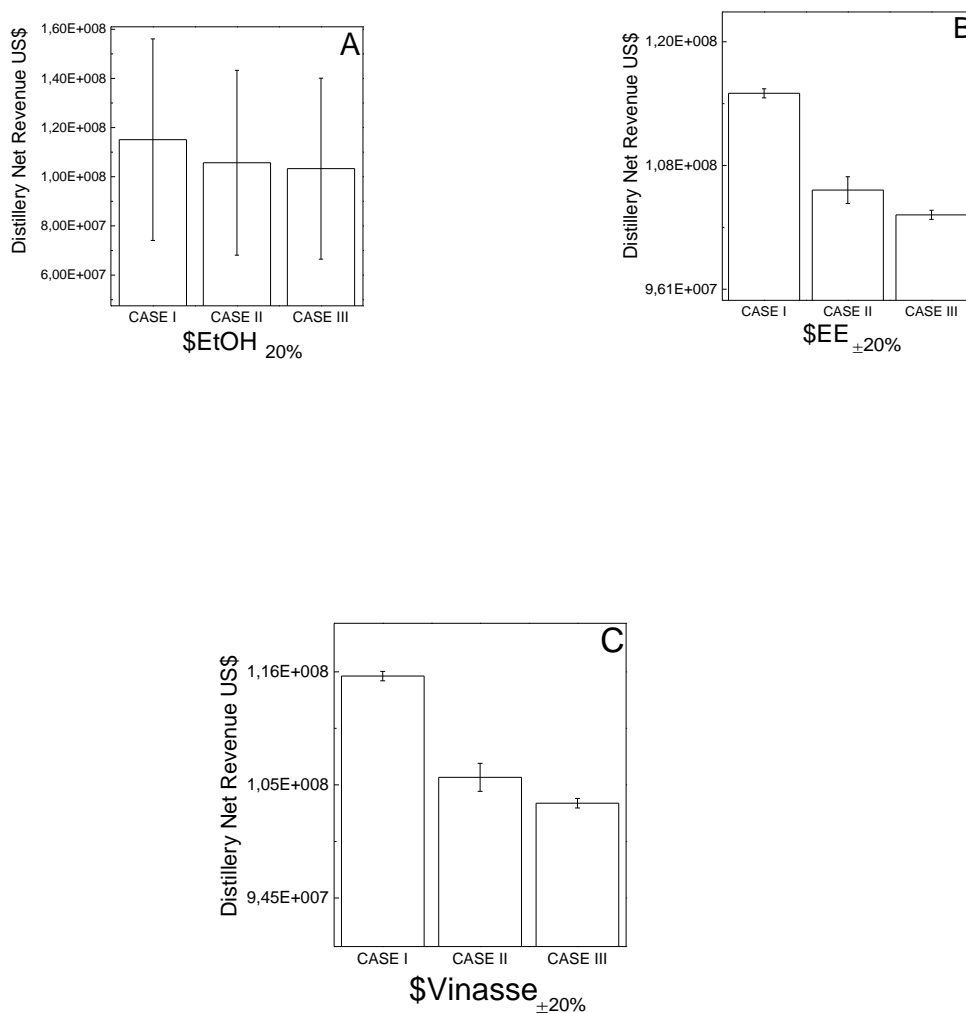 A
Distillery Net Revenue US$
1,60E+008
1,40E+008
1,20E+008
1,00E+008
8,00E+007
6,00E+007
CASE I CASE II CASE III
$EtOH 20%
B
Distillery Net Revenue US$
1,20E+008
1,08E+008
9,61E+007
CASE I CASE II CASE III
$EE ±20%
C
Distillery Net Revenue US$
1,16E+008
1,05E+008
9,45E+007
CASE I CASE II CASE III
$Vinasse ±20%